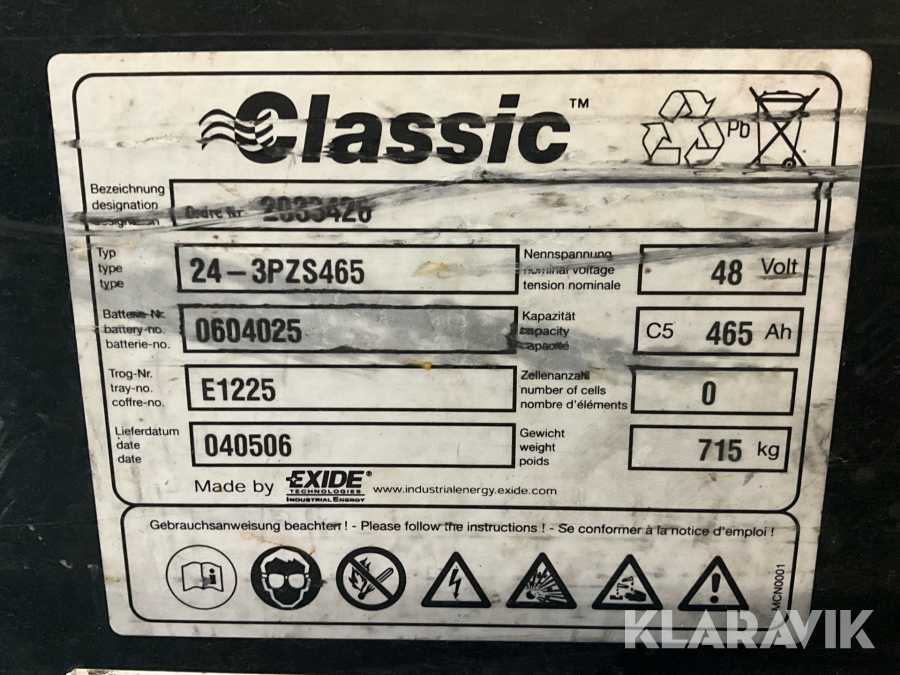 Classic™
Pb
Bezeichnung
designation
designation
Ordre Nr 2033426
Typ
type
type
24-3PZS465
Nennspannung
nominal voltage
tension nominale
48 Volt
Batterie-Nr.
battery-no.
batterie-no.
0604025
Kapazität
capacity
capacité
C5 465 Ah
Trog-Nr.
tray-no.
coffre-no.
E1225
Zellenanzahl
number of cells
nombre d'éléments
0
Lieferdatum
date
date
040506
Gewicht
weight
poids
715 kg
Made by EXIDE®
TECHNOLOGIES
INDUSTRIAL ENERGY
www.industrialenergy.exide.com
Gebrauchsanweisung beachten! - Please follow the instructions! - Se conformer à la notice d'emploi!
MCN0001
KLARAVIK